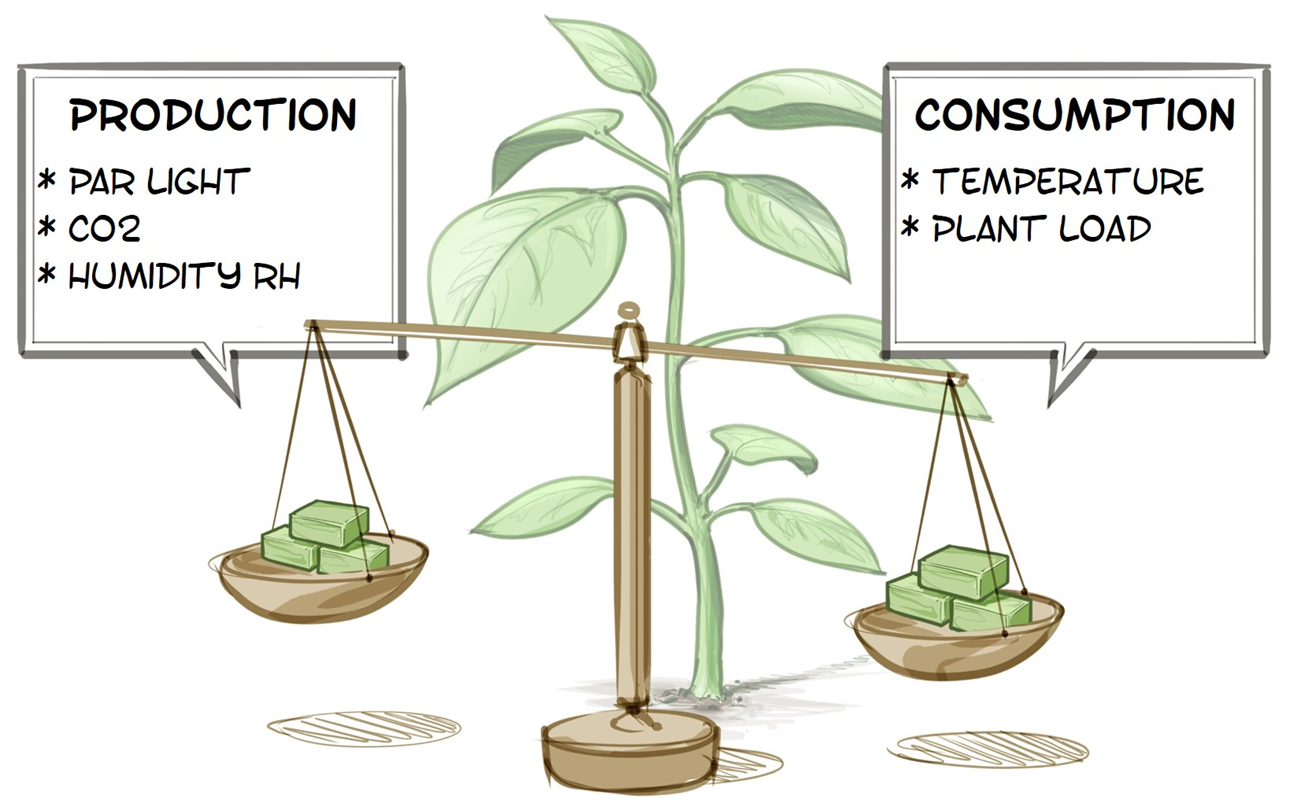 PRODUCTION
* PAR LIGHT
* CO2
* HUMIDITY RH
CONSUMPTION
* TEMPERATURE
* PLANT LOAD